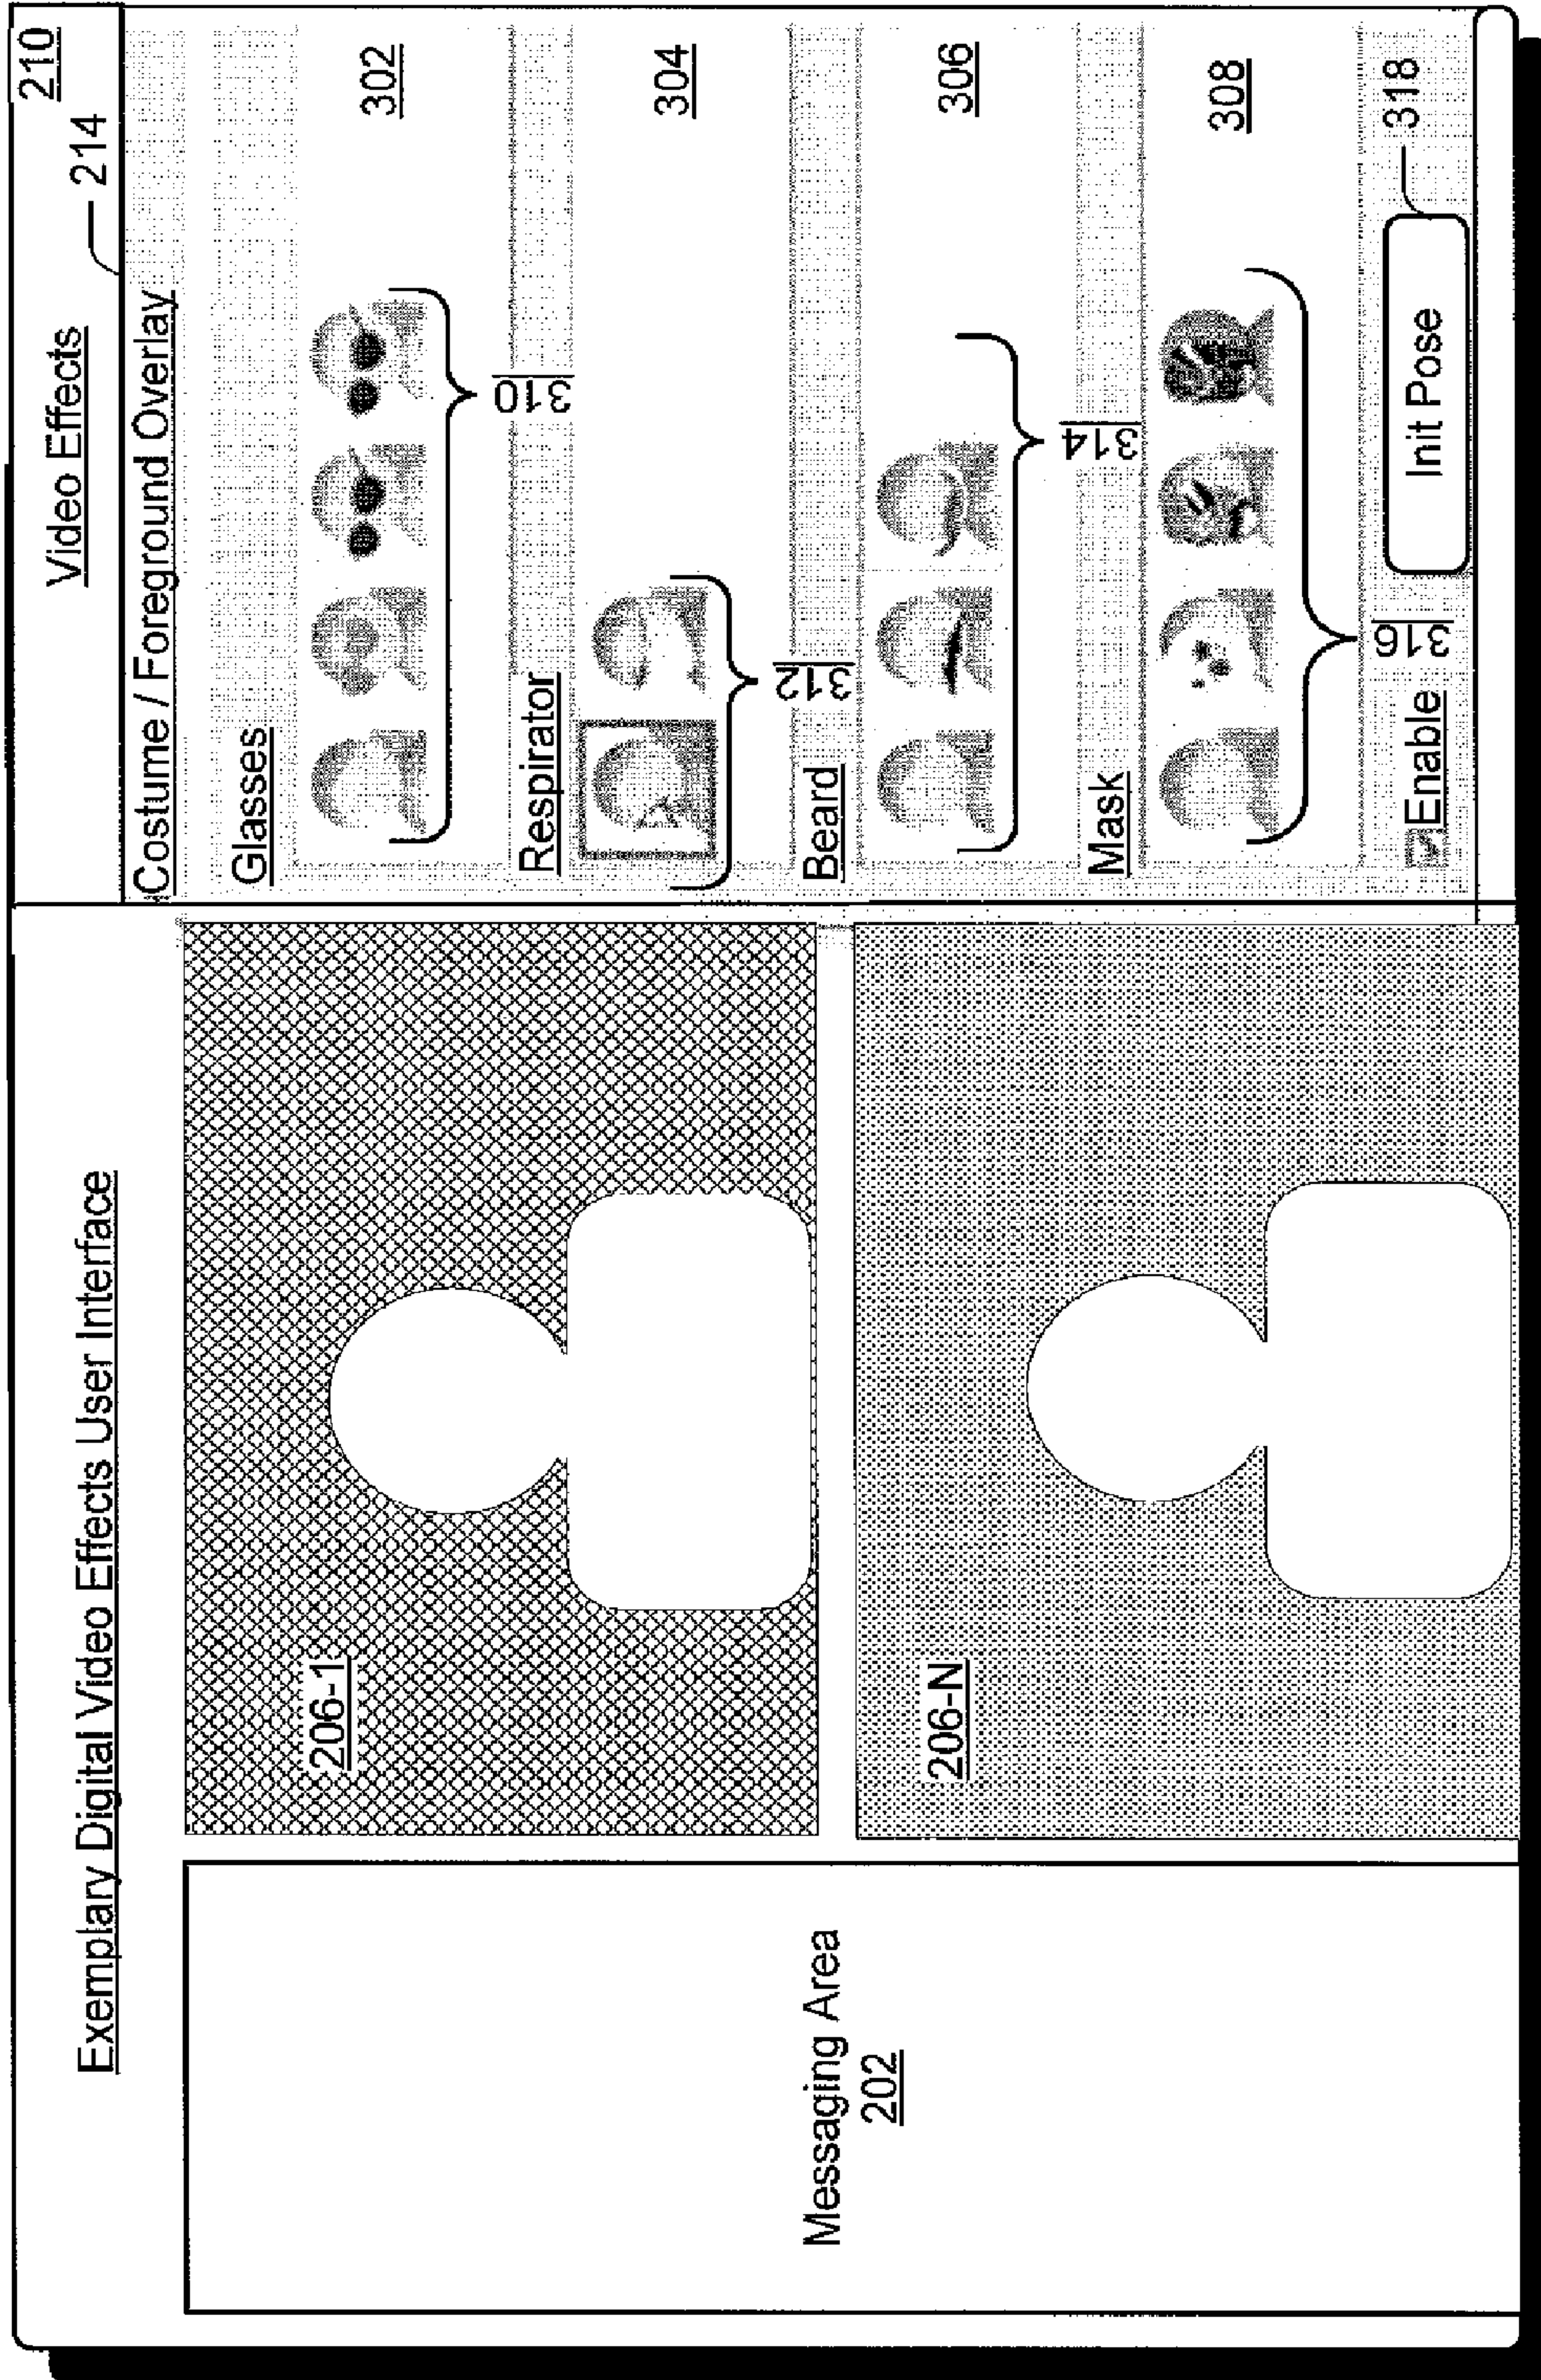 Exemplary Digital Video Effects User Interface
Messaging Area
202
206-1
206-N
Video Effects
210
214
Costume / Foreground Overlay
Glasses
302
310
Respirator
304
312
Beard
306
314
Mask
308
316
Enable
Init Pose
318